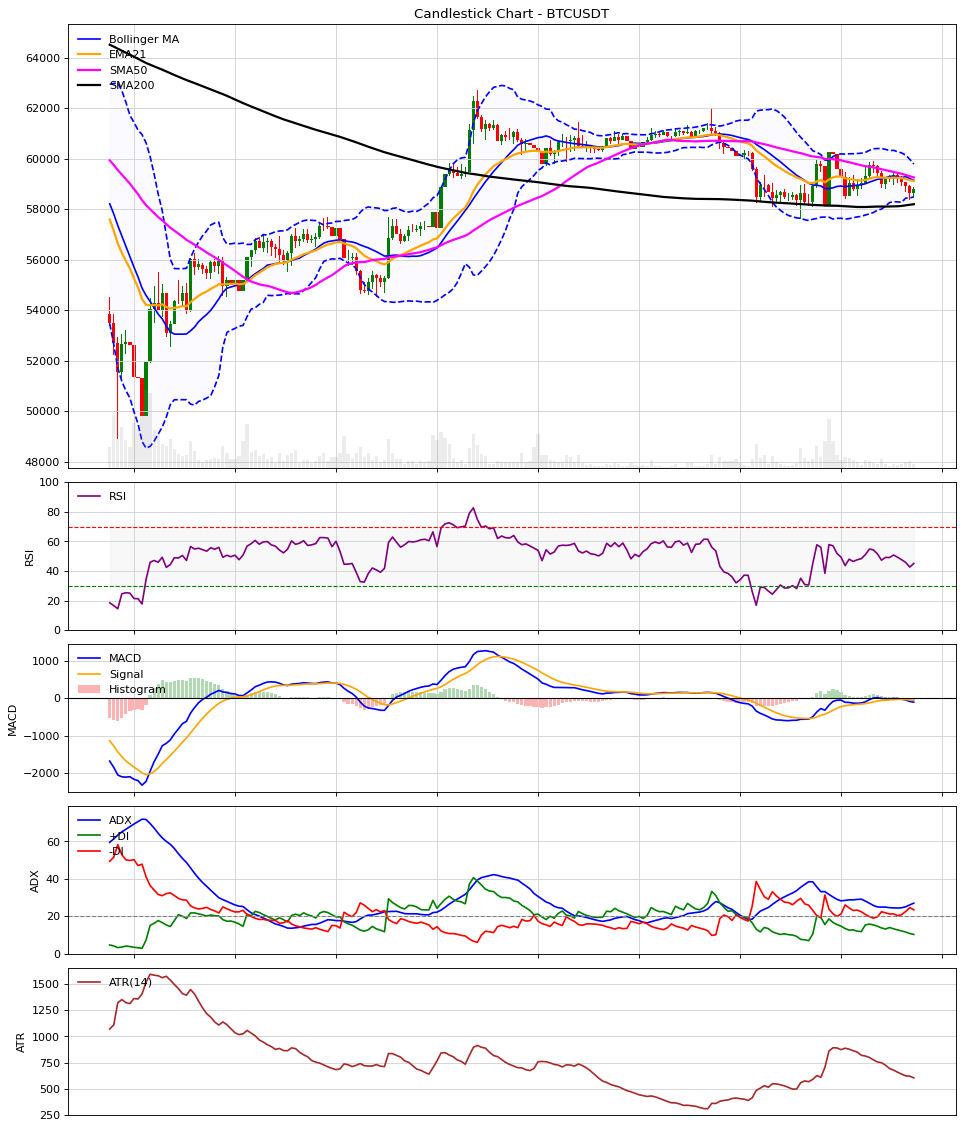 Candlestick Chart - BTCUSDT
Bollinger MA
EMA21
SMA50
SMA200
64000
62000
60000
58000
56000
54000
52000
50000
48000
RSI
RSI
100
80
60
40
20
0
MACD
Signal
Histogram
MACD
1000
0
−1000
−2000
ADX
+DI
-DI
ADX
60
40
20
0
ATR(14)
ATR
1500
1250
1000
750
500
250